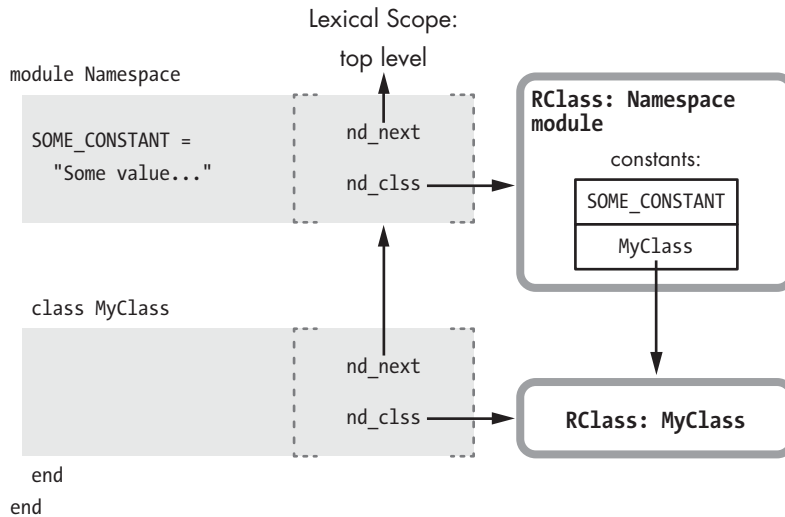 Lexical Scope:
top level
module Namespace
SOME_CONSTANT =
"Some value..."
nd_next
nd_clss
RClass: Namespace
module
constants:
SOME_CONSTANT
MyClass
class MyClass
nd_next
nd_clss
RClass: MyClass
end
end